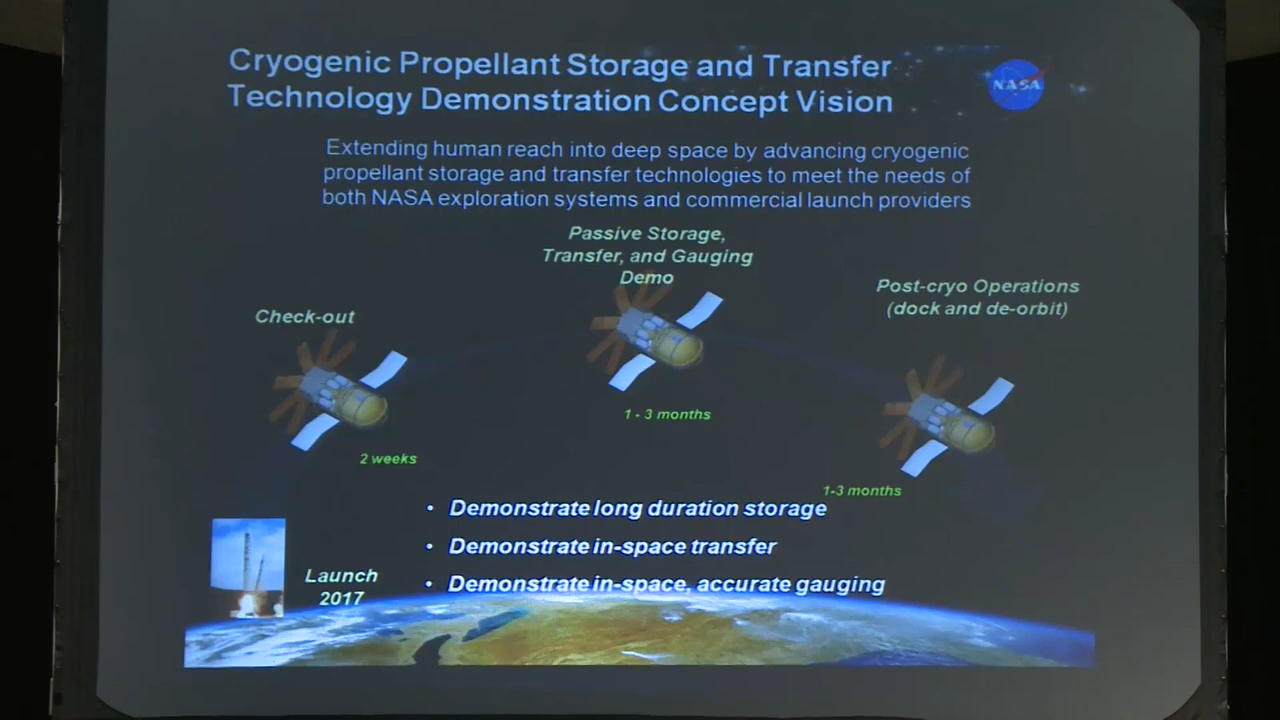 Cryogenic Propellant Storage and Transfer
Technology Demonstration Concept Vision
NASA
Extending human reach into deep space by advancing cryogenic
propellant storage and transfer technologies to meet the needs of
both NASA exploration systems and commercial launch providers
Passive Storage,
Transfer, and Gauging
Demo
Post-cryo Operations
(dock and de-orbit)
Check-out
1 - 3 months
2 weeks
1-3 months
• Demonstrate long duration storage
• Demonstrate in-space transfer
• Demonstrate in-space, accurate gauging
Launch
2017